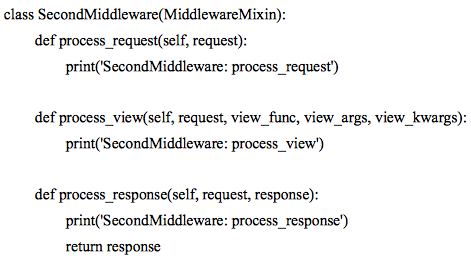 class SecondMiddleware(MiddlewareMixin):
    def process_request(self, request):
        print('SecondMiddleware: process_request')
    def process_view(self, request, view_func, view_args, view_kwargs):
        print('SecondMiddleware: process_view')
    def process_response(self, request, response):
        print('SecondMiddleware: process_response')
        return response